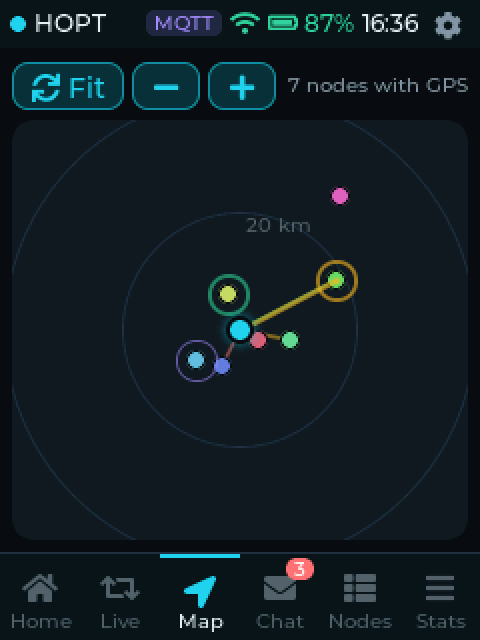 HOPT MQTT 87% 16:36
Fit − + 7 nodes with GPS
20 km
3
Home Live Map Chat Nodes Stats